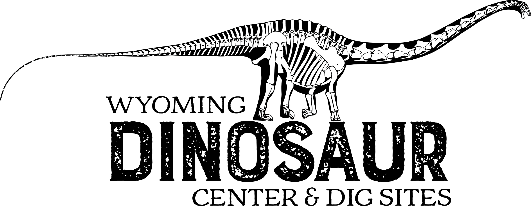 WYOMING
DINOSAUR
CENTER & DIG SITES